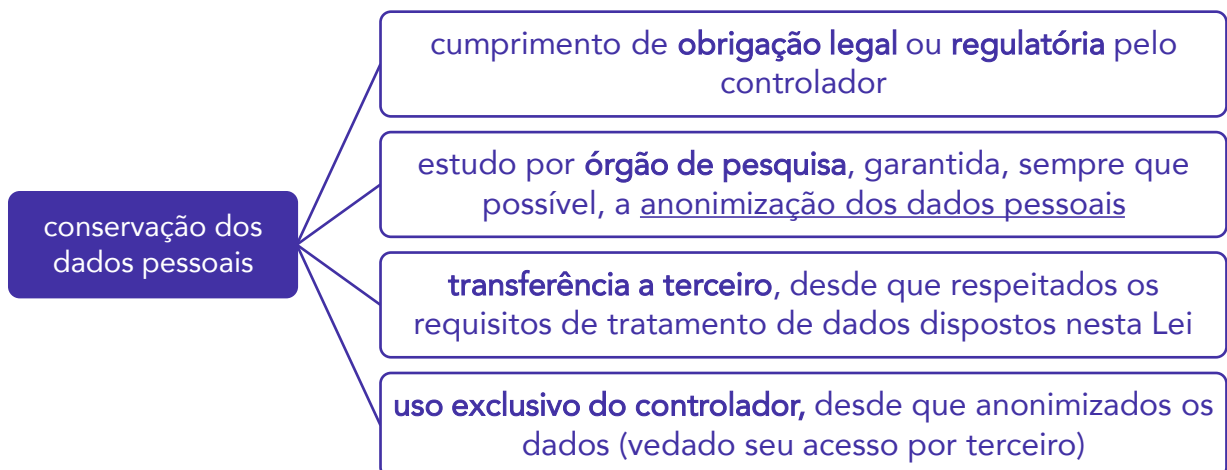 cumprimento de obrigação legal ou regulatória pelo
controlador
estudo por órgão de pesquisa, garantida, sempre que
possível, a anonimização dos dados pessoais
conservação dos
dados pessoais
transferência a terceiro, desde que respeitados os
requisitos de tratamento de dados dispostos nesta Lei
uso exclusivo do controlador, desde que anonimizados os
dados (vedado seu acesso por terceiro)